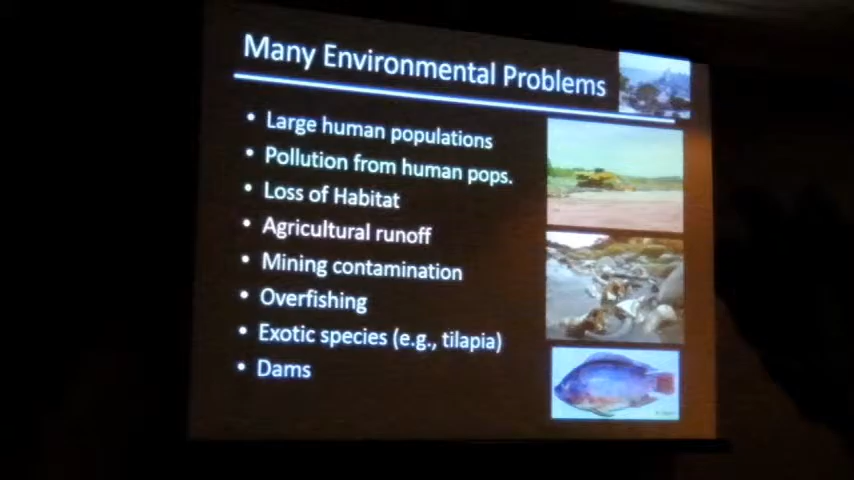 Many Environmental Problems
• Large human populations
• Pollution from human pops.
• Loss of Habitat
• Agricultural runoff
• Mining contamination
• Overfishing
• Exotic species (e.g., tilapia)
• Dams